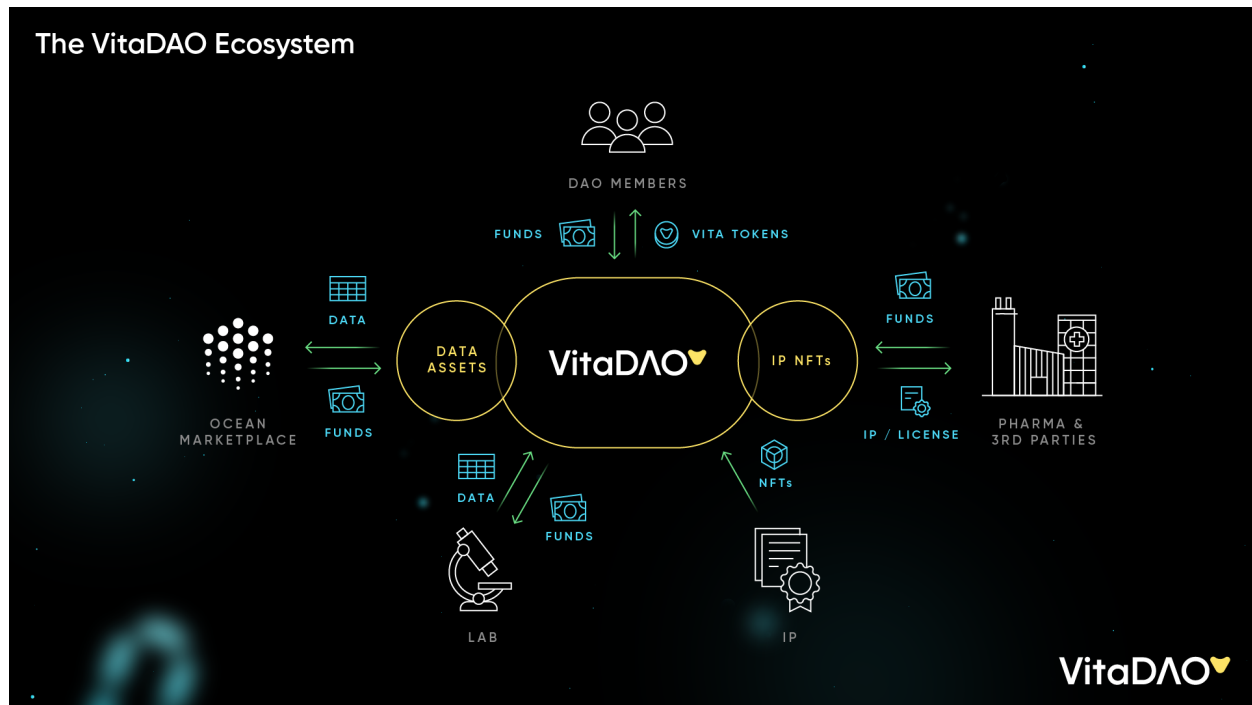 The VitaDAO Ecosystem
DAO MEMBERS
FUNDS
VITA TOKENS
DATA
FUNDS
OCEAN
MARKETPLACE
DATA
ASSETS
VitaDAO
IP NFTs
FUNDS
IP / LICENSE
PHARMA &
3RD PARTIES
DATA
FUNDS
NFTs
LAB
IP
VitaDAO